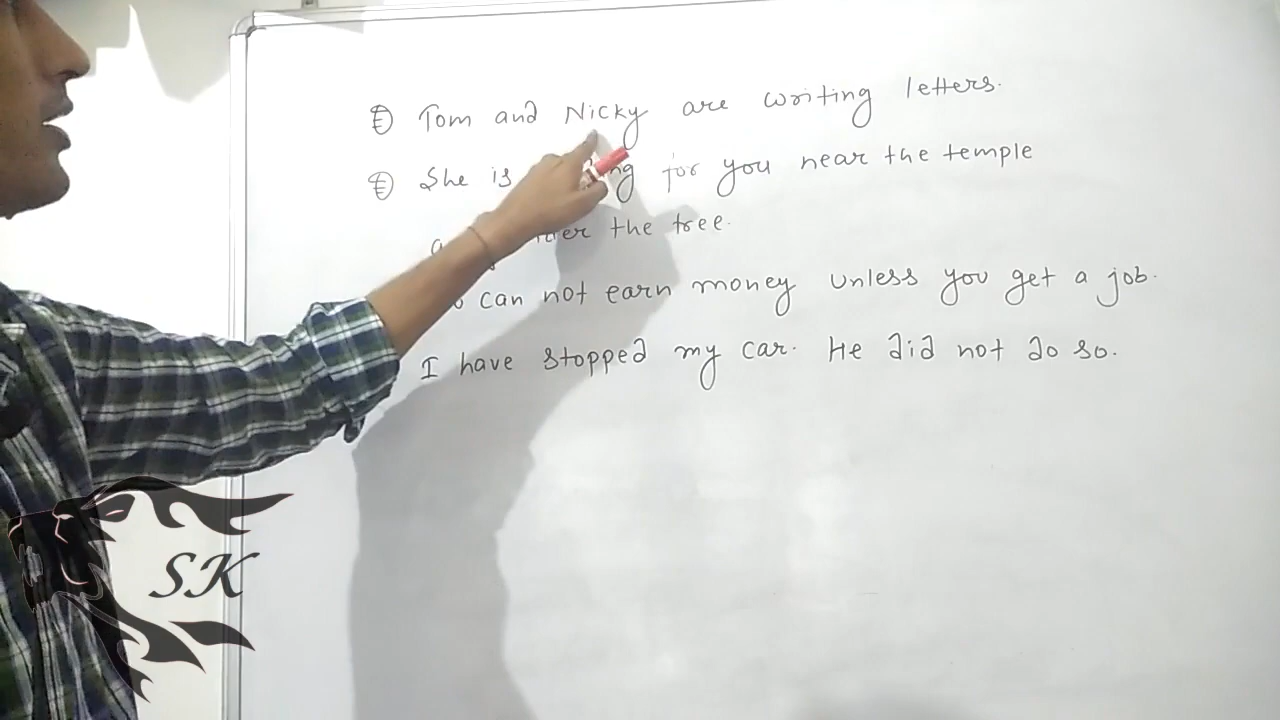 Ⓔ Tom and Nicky are writing letters.
Ⓔ She is for you near the temple
the tree.
can not earn money unless you get a job.
I have stopped my car. He did not do so.
SK